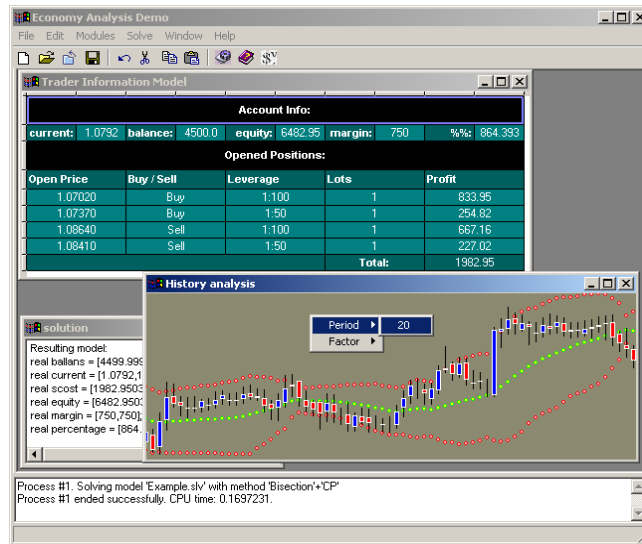 Economy Analysis Demo
File Edit Modules Solve Window Help
Trader Information Model
Account Info:
current: 1.0792 balance: 4500.0 equity: 6482.95 margin: 750 %%: 864.393
Opened Positions:
Open Price Buy / Sell Leverage Lots Profit
1.07020 Buy 1:100 1 833.95
1.07370 Buy 1:50 1 254.82
1.08640 Sell 1:100 1 667.16
1.08410 Sell 1:50 1 227.02
Total: 1982.95
History analysis
Period 20
Factor
solution
Resulting model:
real ballans = [4499.999
real current = [1.0792,1
real scost = [1982.9503
real equity = [6482.9503
real margin = [750,750];
real percentage = [864.
Process #1. Solving model 'Example.slv' with method 'Bisection'+'CP'
Process #1 ended successfully. CPU time: 0.1697231.